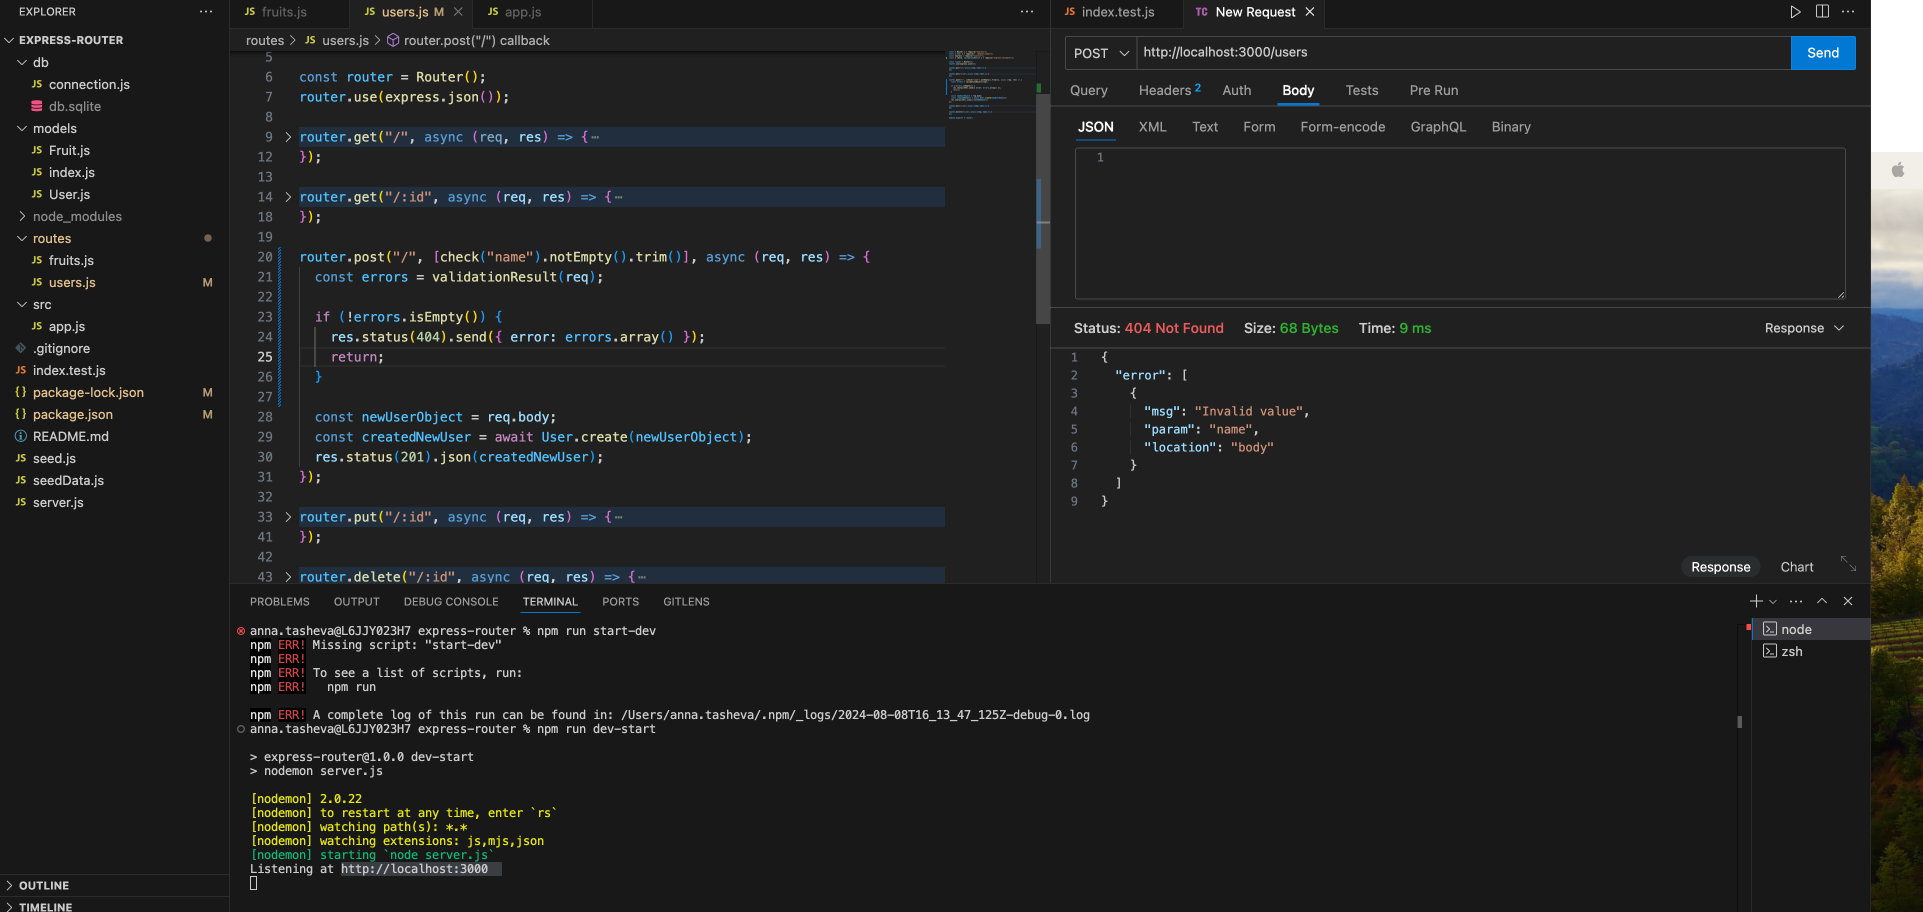 EXPLORER
EXPRESS-ROUTER
db
JS connection.js
db.sqlite
models
JS Fruit.js
JS index.js
JS User.js
node_modules
routes
JS fruits.js
JS users.js M
src
JS app.js
.gitignore
JS index.test.js
{} package-lock.json M
{} package.json M
README.md
JS seed.js
JS seedData.js
JS server.js
OUTLINE
TIMELINE
JS fruits.js
JS users.js M
JS app.js
routes > JS users.js > router.post("/") callback
5
6 const router = Router();
7 router.use(express.json());
8
9 router.get("/", async (req, res) => {⋯
12 });
13
14 router.get("/:id", async (req, res) => {⋯
18 });
19
20 router.post("/", [check("name").notEmpty().trim()], async (req, res) => {
21 const errors = validationResult(req);
22
23 if (!errors.isEmpty()) {
24 res.status(404).send({ error: errors.array() });
25 return;
26 }
27
28 const newUserObject = req.body;
29 const createdNewUser = await User.create(newUserObject);
30 res.status(201).json(createdNewUser);
31 });
32
33 router.put("/:id", async (req, res) => {⋯
41 });
42
43 router.delete("/:id", async (req, res) => {⋯
JS index.test.js
TC New Request
POST http://localhost:3000/users Send
Query Headers 2 Auth Body Tests Pre Run
JSON XML Text Form Form-encode GraphQL Binary
1
Status: 404 Not Found Size: 68 Bytes Time: 9 ms Response
1 {
2 "error": [
3 {
4 "msg": "Invalid value",
5 "param": "name",
6 "location": "body"
7 }
8 ]
9 }
Response Chart
PROBLEMS OUTPUT DEBUG CONSOLE TERMINAL PORTS GITLENS
anna.tasheva@L6JJY023H7 express-router % npm run start-dev
npm ERR! Missing script: "start-dev"
npm ERR!
npm ERR! To see a list of scripts, run:
npm ERR! npm run
npm ERR! A complete log of this run can be found in: /Users/anna.tasheva/.npm/_logs/2024-08-08T16_13_47_125Z-debug-0.log
anna.tasheva@L6JJY023H7 express-router % npm run dev-start
> express-router@1.0.0 dev-start
> nodemon server.js
[nodemon] 2.0.22
[nodemon] to restart at any time, enter `rs`
[nodemon] watching path(s): *.*
[nodemon] watching extensions: js,mjs,json
[nodemon] starting `node server.js`
Listening at http://localhost:3000
node
zsh